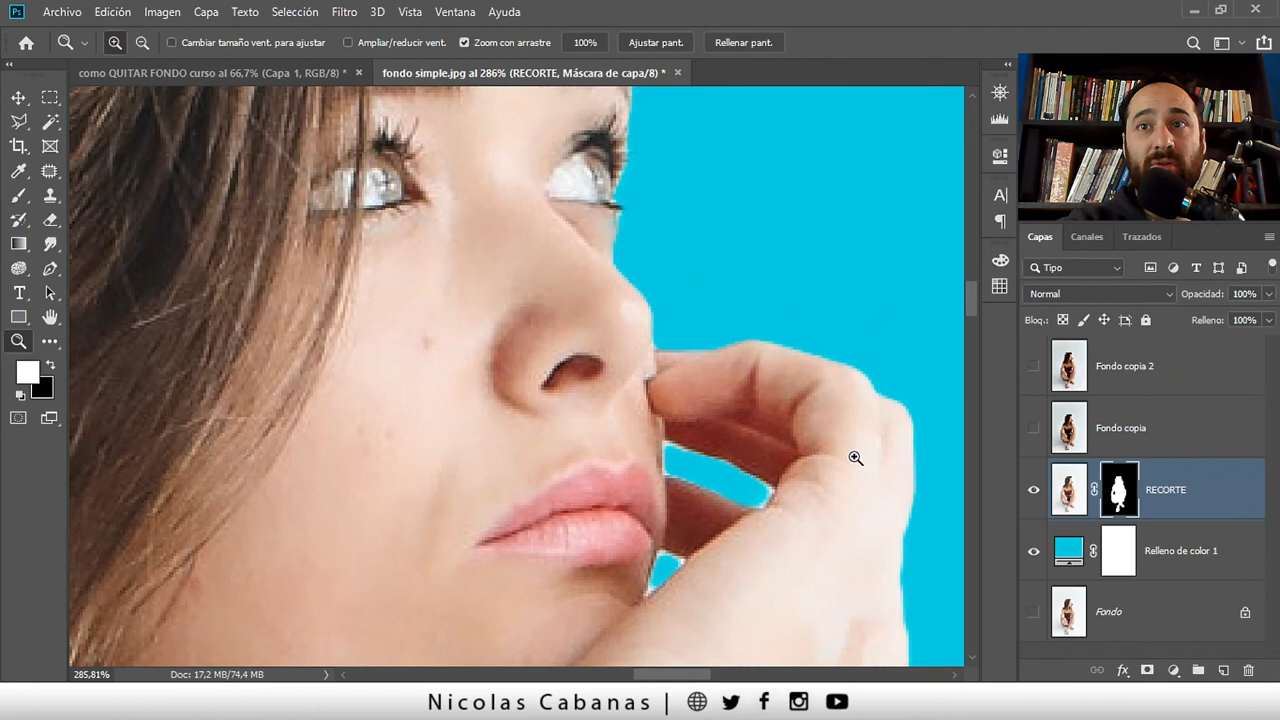 Ps Archivo Edición Imagen Capa Texto Selección Filtro 3D Vista Ventana Ayuda
Cambiar tamaño vent. para ajustar Ampliar/reducir vent. Zoom con arrastre 100% Ajustar pant. Rellenar pant.
como QUITAR FONDO curso al 66,7% (Capa 1, RGB/8) * × fondo simple.jpg al 286% (RECORTE, Máscara de capa/8) * ×
Capas Canales Trazados
Tipo
Normal Opacidad: 100%
Bloq.: Relleno: 100%
Fondo copia 2
Fondo copia
RECORTE
Relleno de color 1
Fondo
285,81% Doc: 17,2 MB/74,4 MB
Nicolas Cabanas |